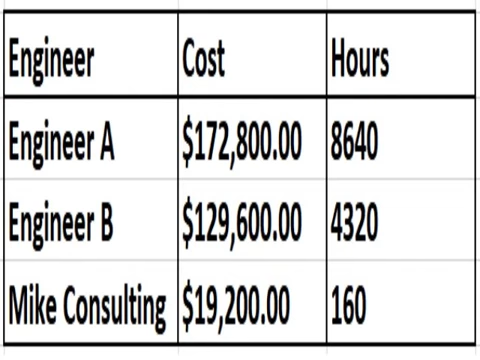 Engineer Cost Hours
Engineer A $172,800.00 8640
Engineer B $129,600.00 4320
Mike Consulting $19,200.00 160